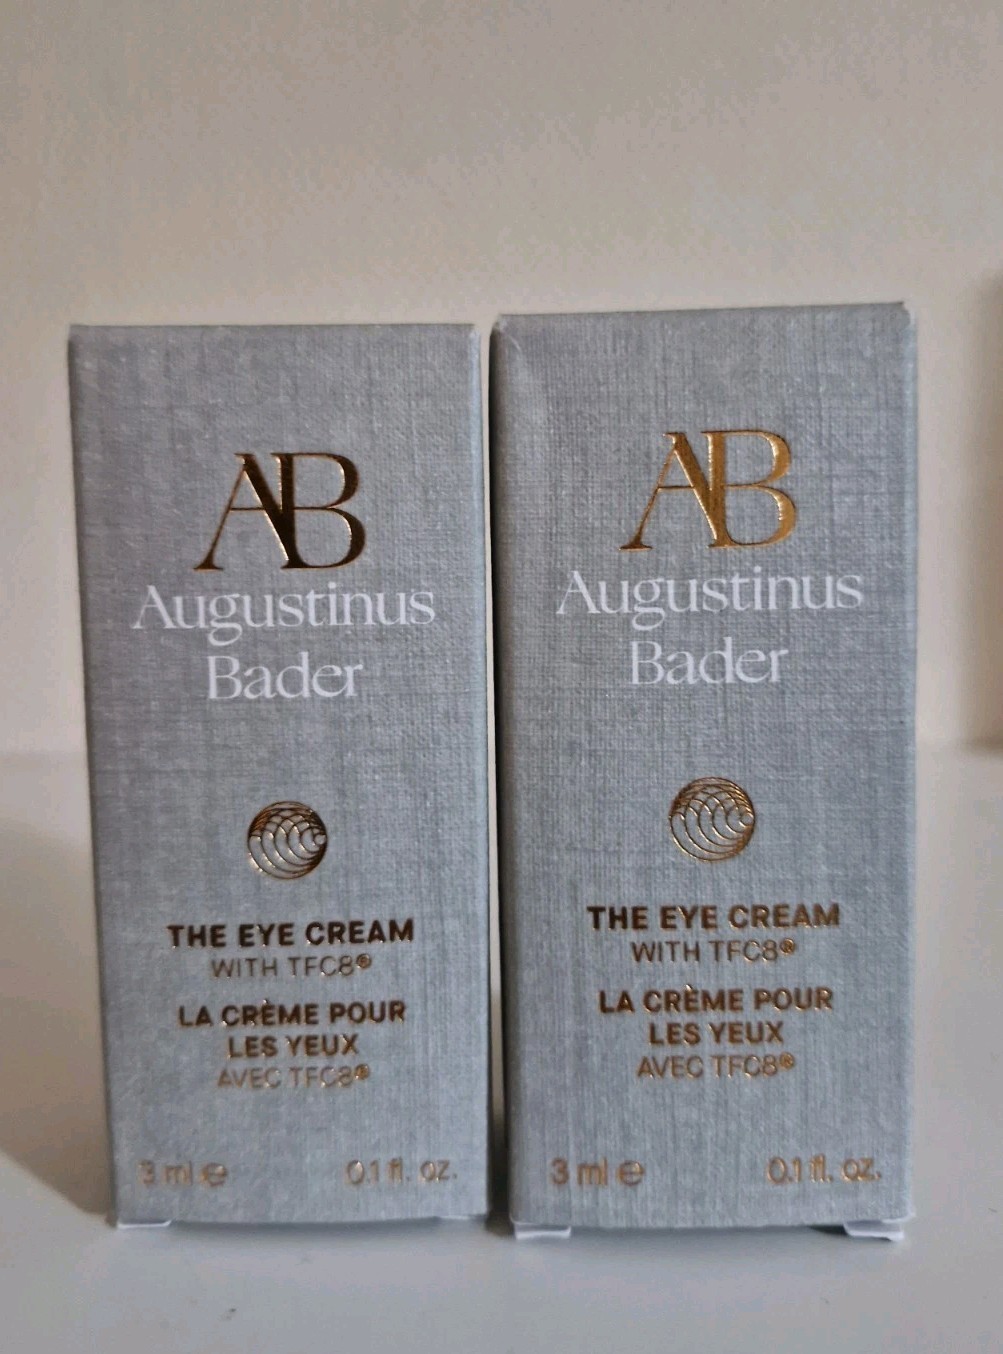 AB
Augustinus
Bader
THE EYE CREAM
WITH TFC8®
LA CRÈME POUR
LES YEUX
AVEC TFC8®
3 ml ℮ 0.1 fl. oz.
AB
Augustinus
Bader
THE EYE CREAM
WITH TFC8®
LA CRÈME POUR
LES YEUX
AVEC TFC8®
3 ml ℮ 0.1 fl. oz.